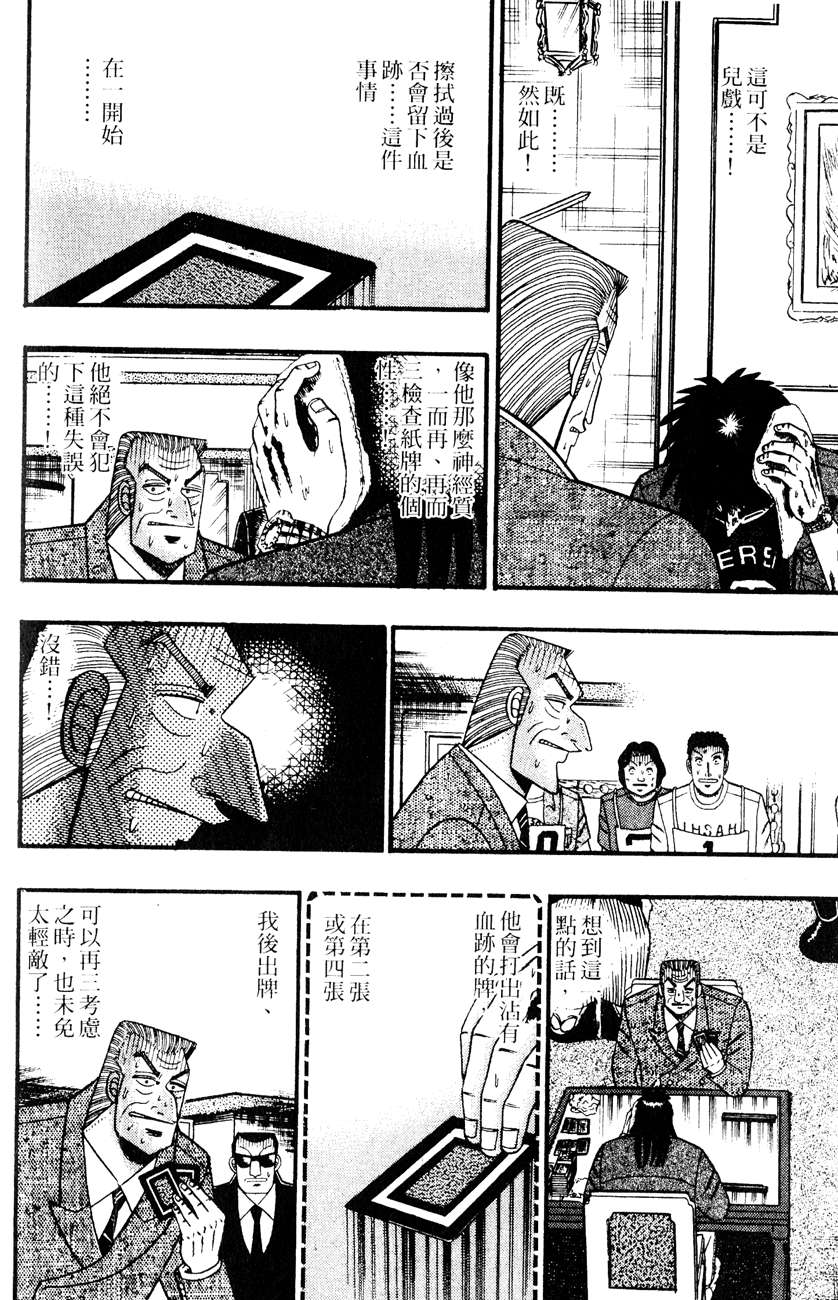 這可不是
兒戲………！
既……
然如此！
ERS
擦拭過後是
否會留下血
跡……這件
事情
在一開始
………
像他那麼神經質
，一而再、再而
三檢查紙牌的個
性…！
他絕不會犯
下這種失誤
的……！
IHSAH
1
0
沒錯…！
想到這一
點的話，
他會打出沾有
血跡的牌，
在第二張
或第四張
我後出牌、
可以再三考慮
之時，也未免
太輕敵了……